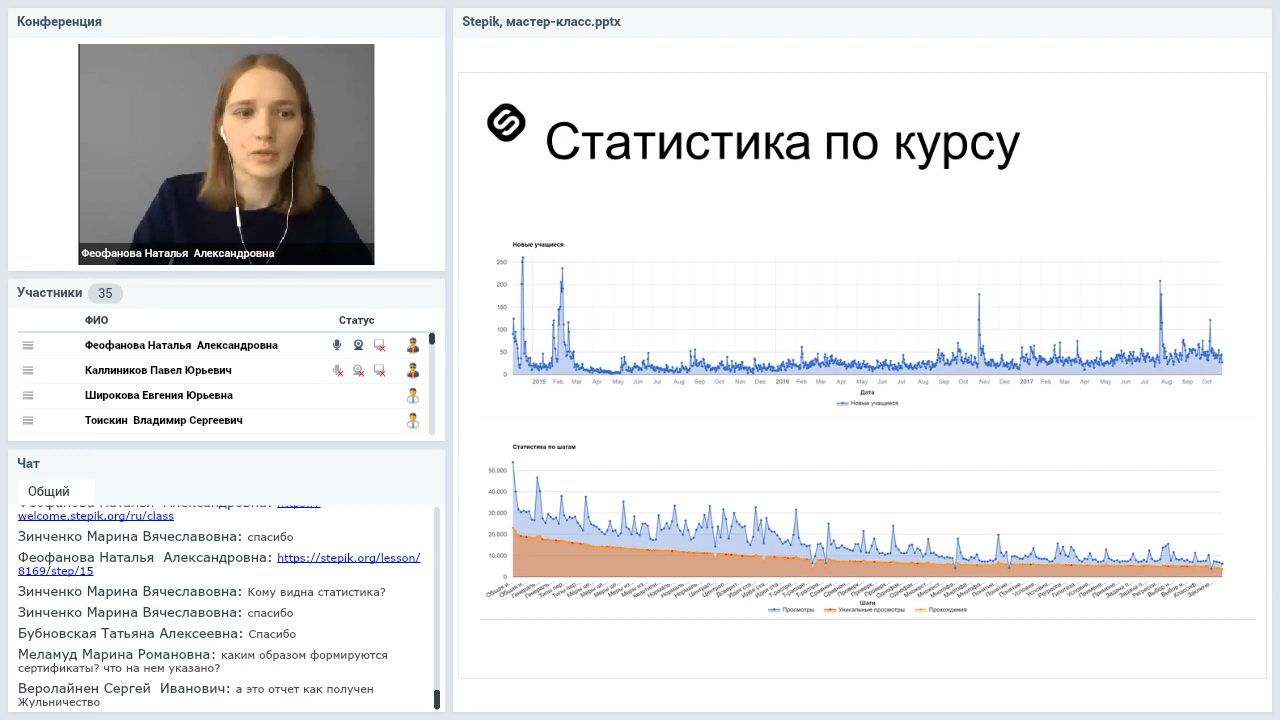 Конференция
Феофанова Наталья Александровна
Участники 35
ФИО Статус
Феофанова Наталья Александровна
Каллиников Павел Юрьевич
Широкова Евгения Юрьевна
Тоискин Владимир Сергеевич
Чат
Общий
Феофанова Наталья Александровна: https://
welcome.stepik.org/ru/class
Зинченко Марина Вячеславовна: спасибо
Феофанова Наталья Александровна: https://stepik.org/lesson/
8169/step/15
Зинченко Марина Вячеславовна: Кому видна статистика?
Зинченко Марина Вячеславовна: спасибо
Бубновская Татьяна Алексеевна: Спасибо
Меламуд Марина Романовна: каким образом формируются
сертификаты? что на нем указано?
Веролайнен Сергей Иванович: а это отчет как получен
Жульничество
Stepik, мастер-класс.pptx
Статистика по курсу
Новые учащиеся
250
200
150
100
50
0
2015 Feb Mar Apr May Jun Jul Aug Sep Oct Nov Dec 2016 Feb Mar Apr May Jun Jul Aug Sep Oct Nov Dec 2017 Feb Mar Apr May Jun Jul Aug Sep Oct
Дата
Новые учащиеся
Статистика по шагам
50,000
40,000
30,000
20,000
10,000
0
Шаги
Просмотры Уникальные просмотры Прохождения